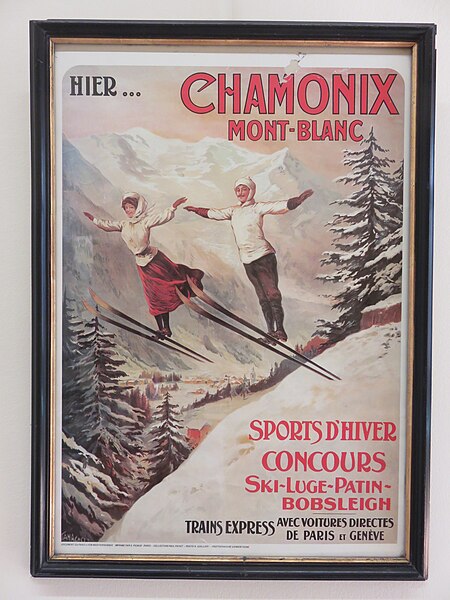 HIER ...
CHAMONIX
MONT-BLANC
SPORTS D'HIVER
CONCOURS
SKI-LUGE-PATIN-
BOBSLEIGH
TRAINS EXPRESS AVEC VOITURES DIRECTES
DE PARIS ET GENÈVE